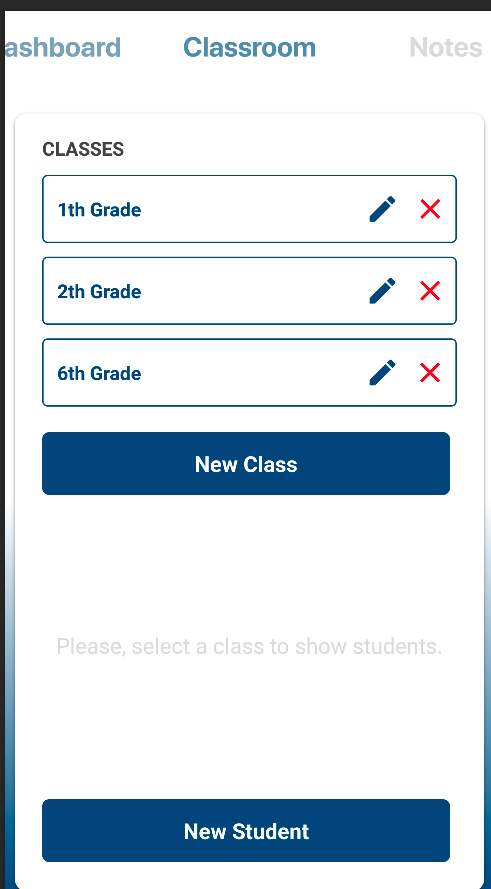 ashboard Classroom Notes
CLASSES
1th Grade
2th Grade
6th Grade
New Class
Please, select a class to show students.
New Student